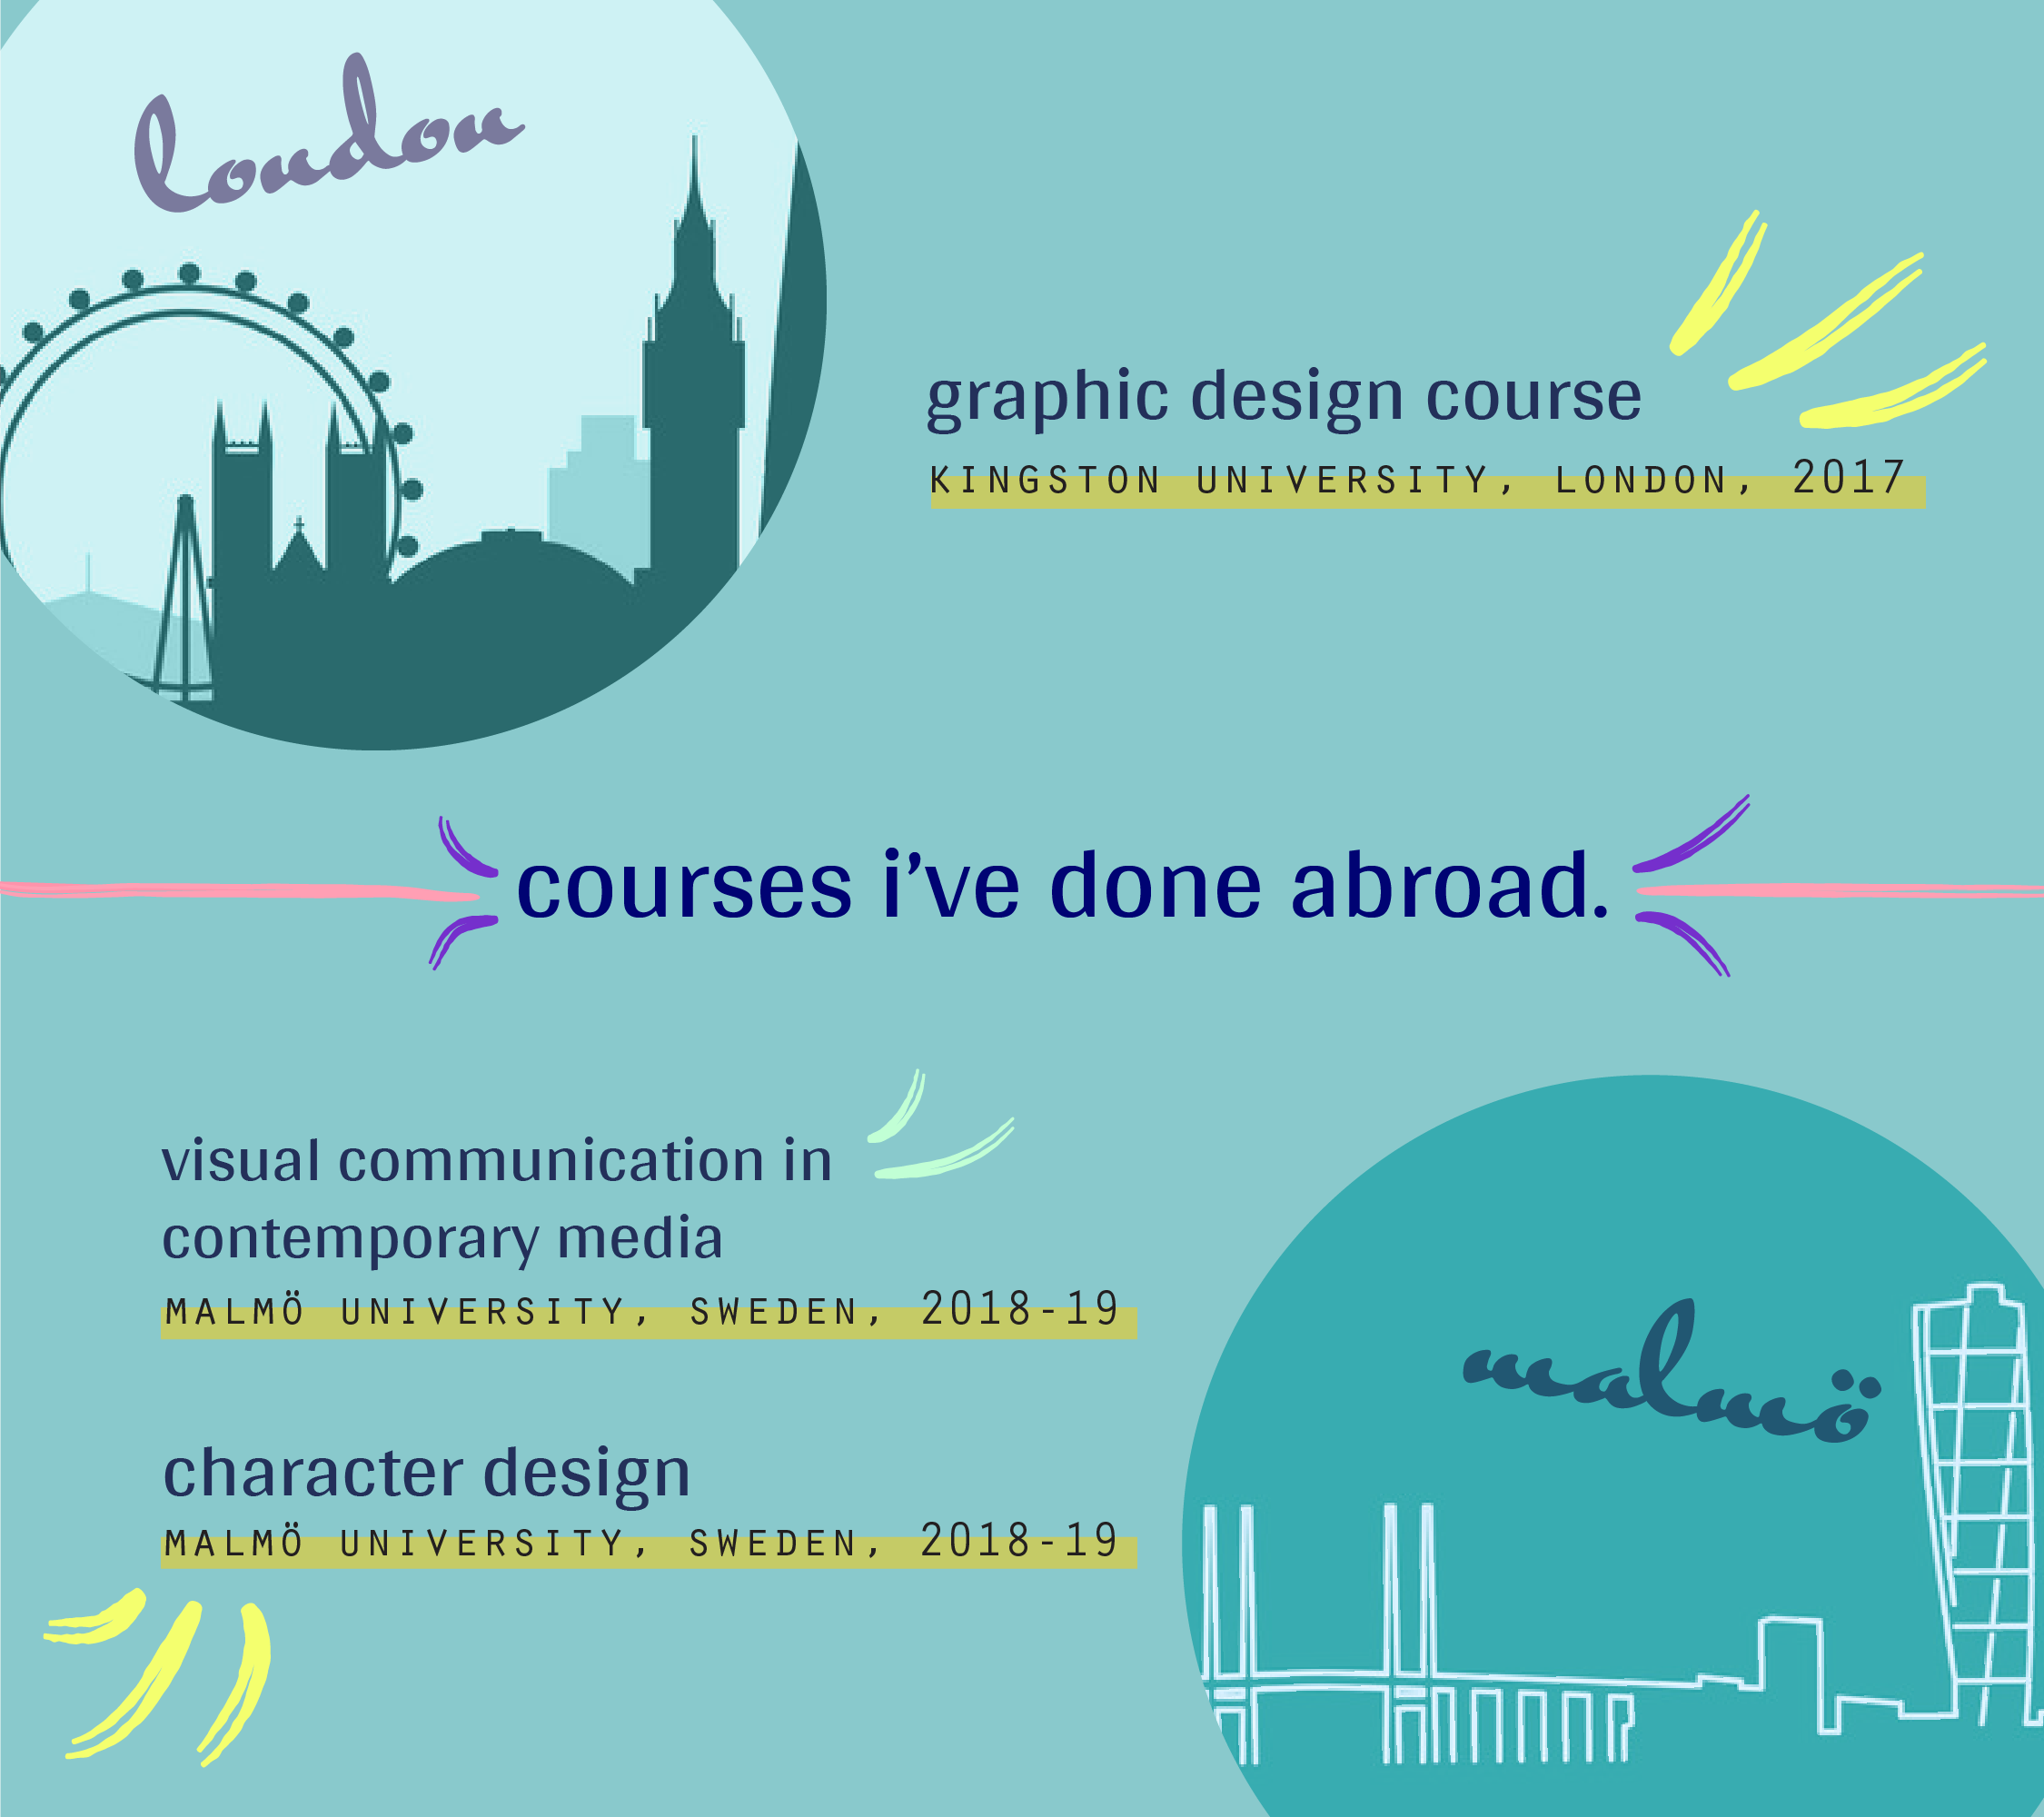 london
graphic design course
KINGSTON UNIVERSITY, LONDON, 2017
courses i’ve done abroad.
visual communication in
contemporary media
MALMÖ UNIVERSITY, SWEDEN, 2018-19
malmö
character design
MALMÖ UNIVERSITY, SWEDEN, 2018-19